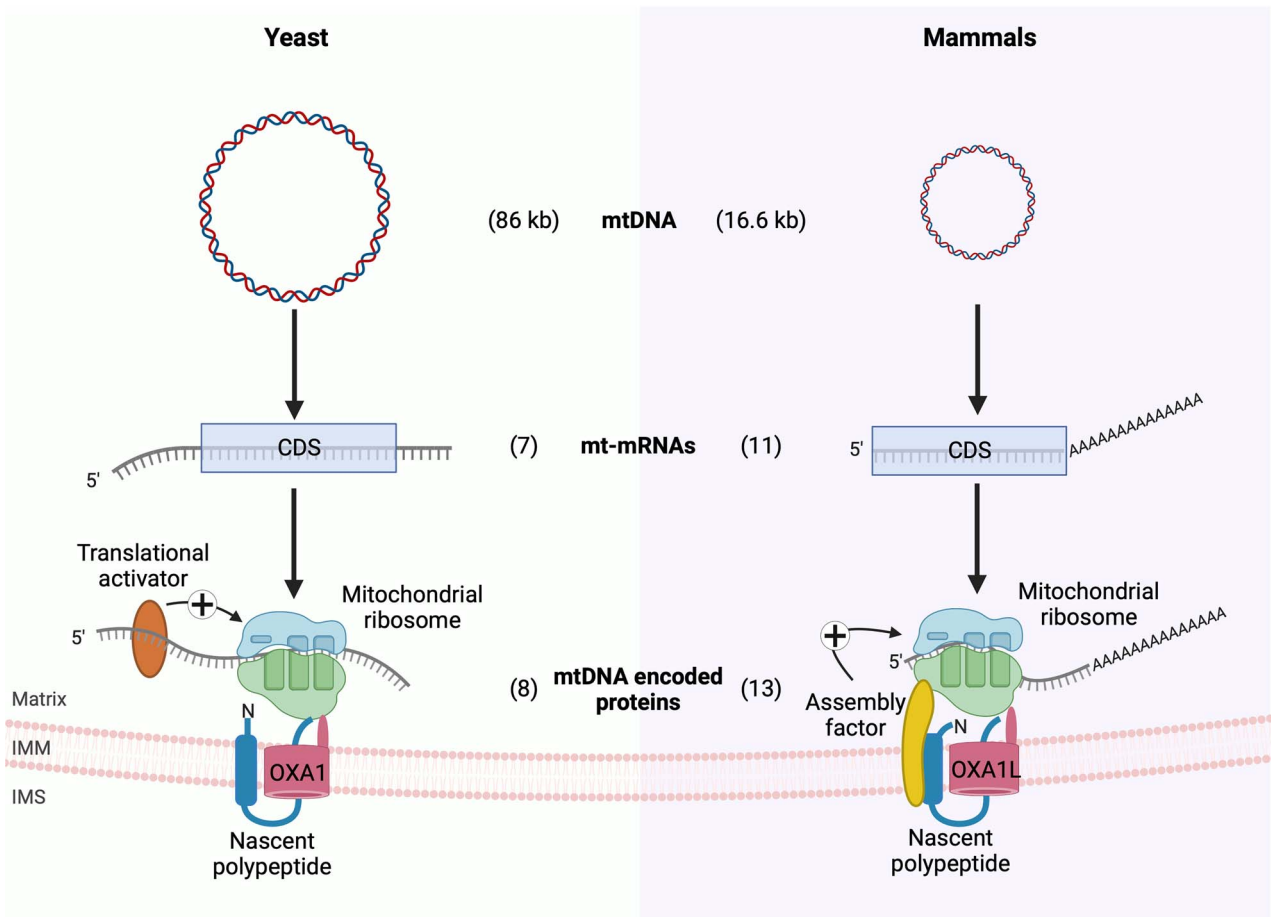 Yeast
Mammals
(86 kb) mtDNA (16.6 kb)
CDS
5'
(7) mt-mRNAs (11)
5'
CDS
AAAAAAAAAAAAAA
Translational
activator
+
5'
Mitochondrial
ribosome
(8) mtDNA encoded
proteins (13)
Mitochondrial
ribosome
+
5'
AAAAAAAAAAAAAA
Assembly
factor
Matrix
IMM
IMS
N
OXA1
Nascent
polypeptide
N
OXA1L
Nascent
polypeptide